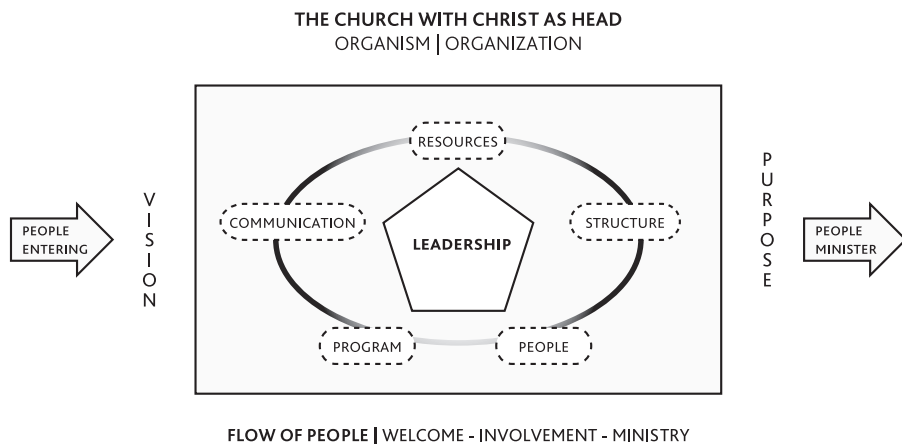 THE CHURCH WITH CHRIST AS HEAD
ORGANISM | ORGANIZATION
RESOURCES
COMMUNICATION
STRUCTURE
LEADERSHIP
PROGRAM
PEOPLE
PEOPLE
ENTERING
VISION
PURPOSE
PEOPLE
MINISTER
FLOW OF PEOPLE | WELCOME - INVOLVEMENT - MINISTRY